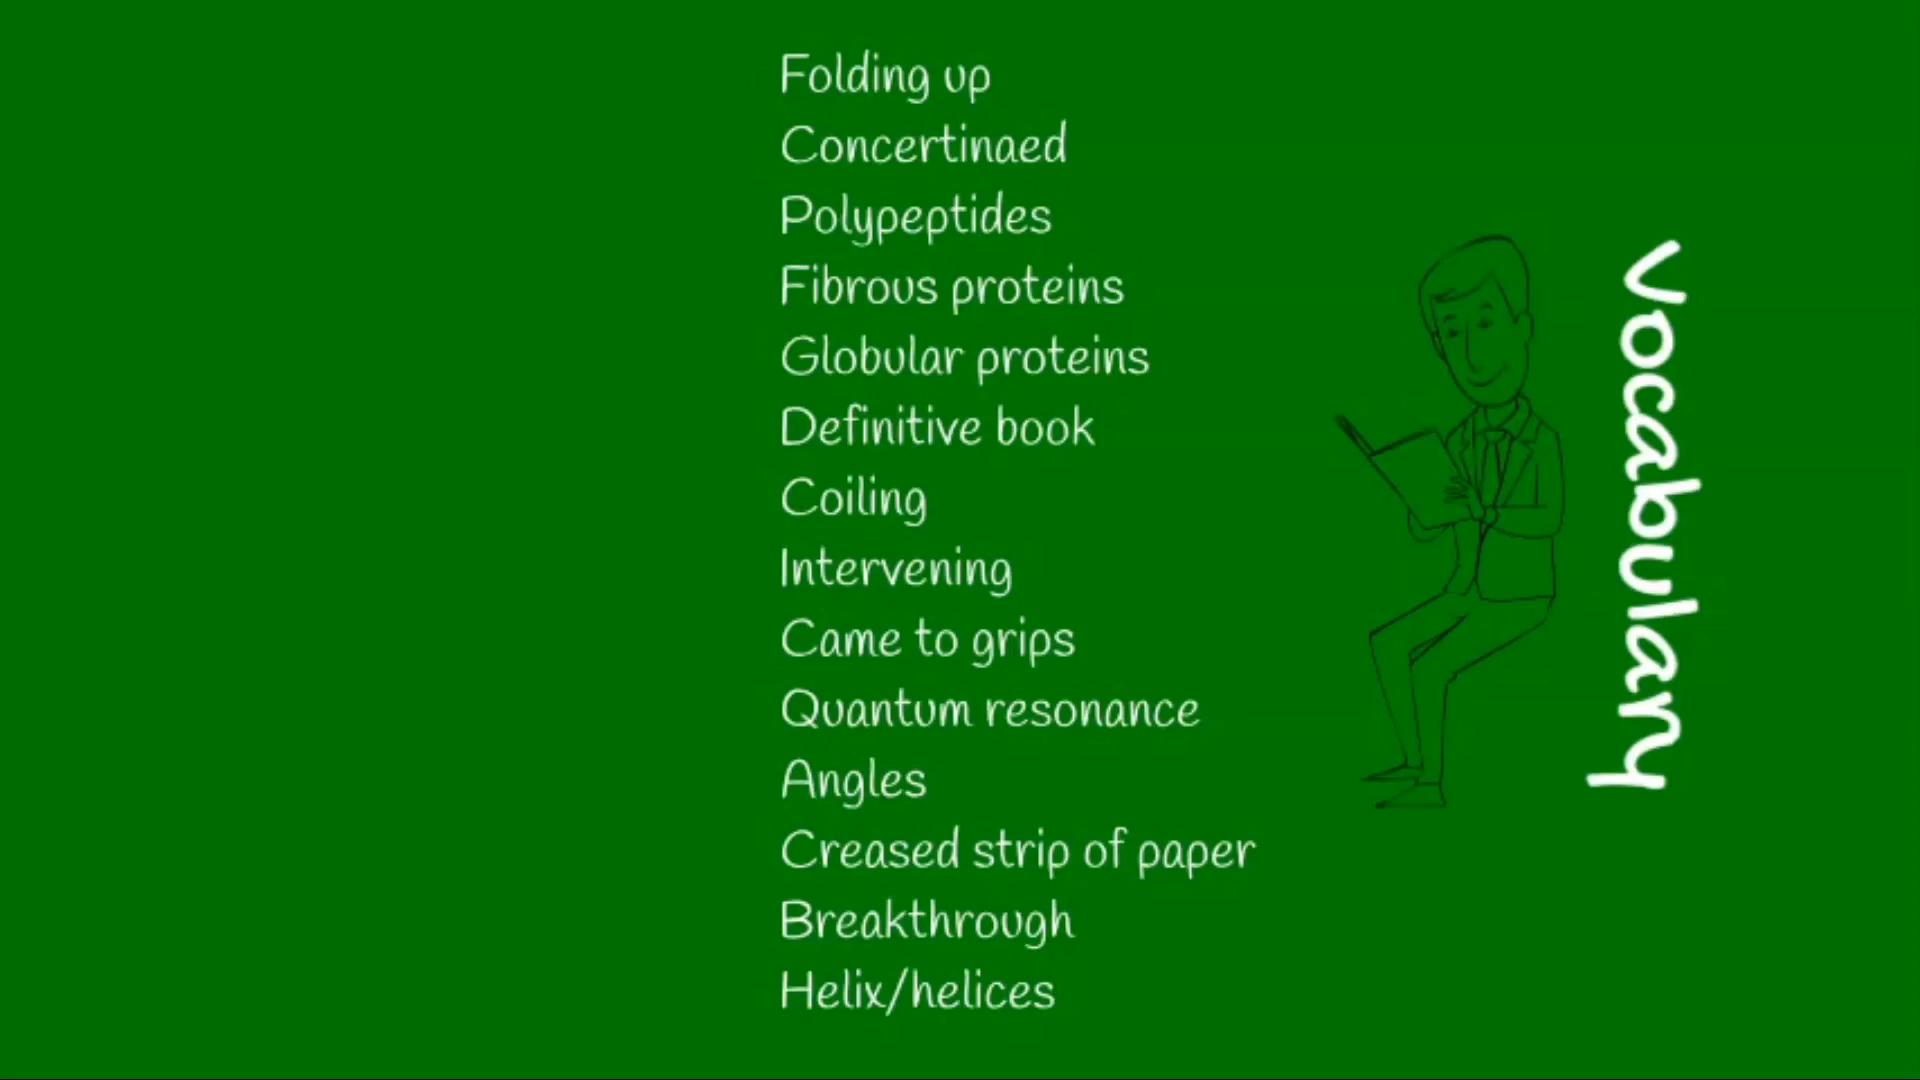 Folding up
Concertinaed
Polypeptides
Fibrous proteins
Globular proteins
Definitive book
Coiling
Intervening
Came to grips
Quantum resonance
Angles
Creased strip of paper
Breakthrough
Helix/helices
Vocabulary